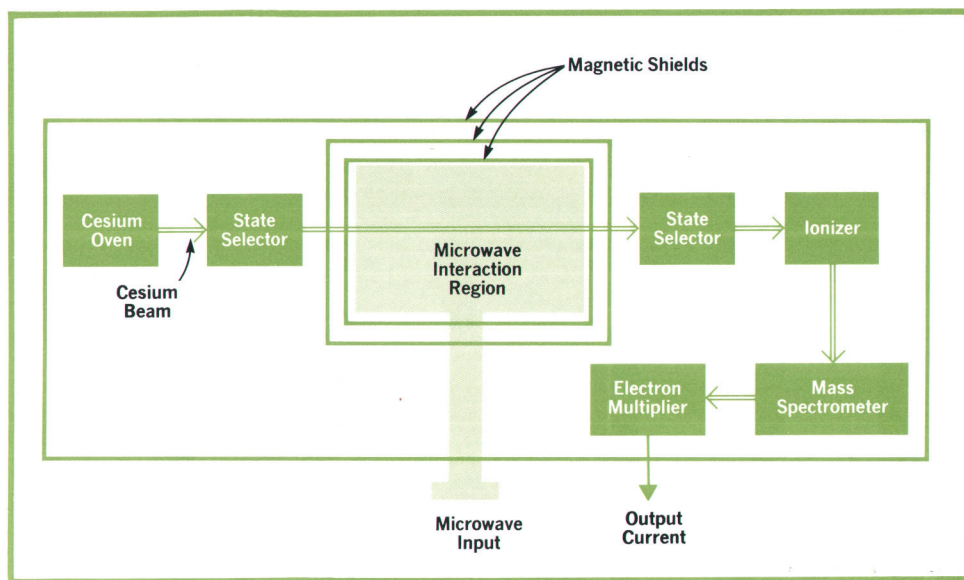 Magnetic Shields
Cesium
Oven
State
Selector
Microwave
Interaction
Region
State
Selector
Ionizer
Cesium
Beam
Electron
Multiplier
Mass
Spectrometer
Microwave
Input
Output
Current